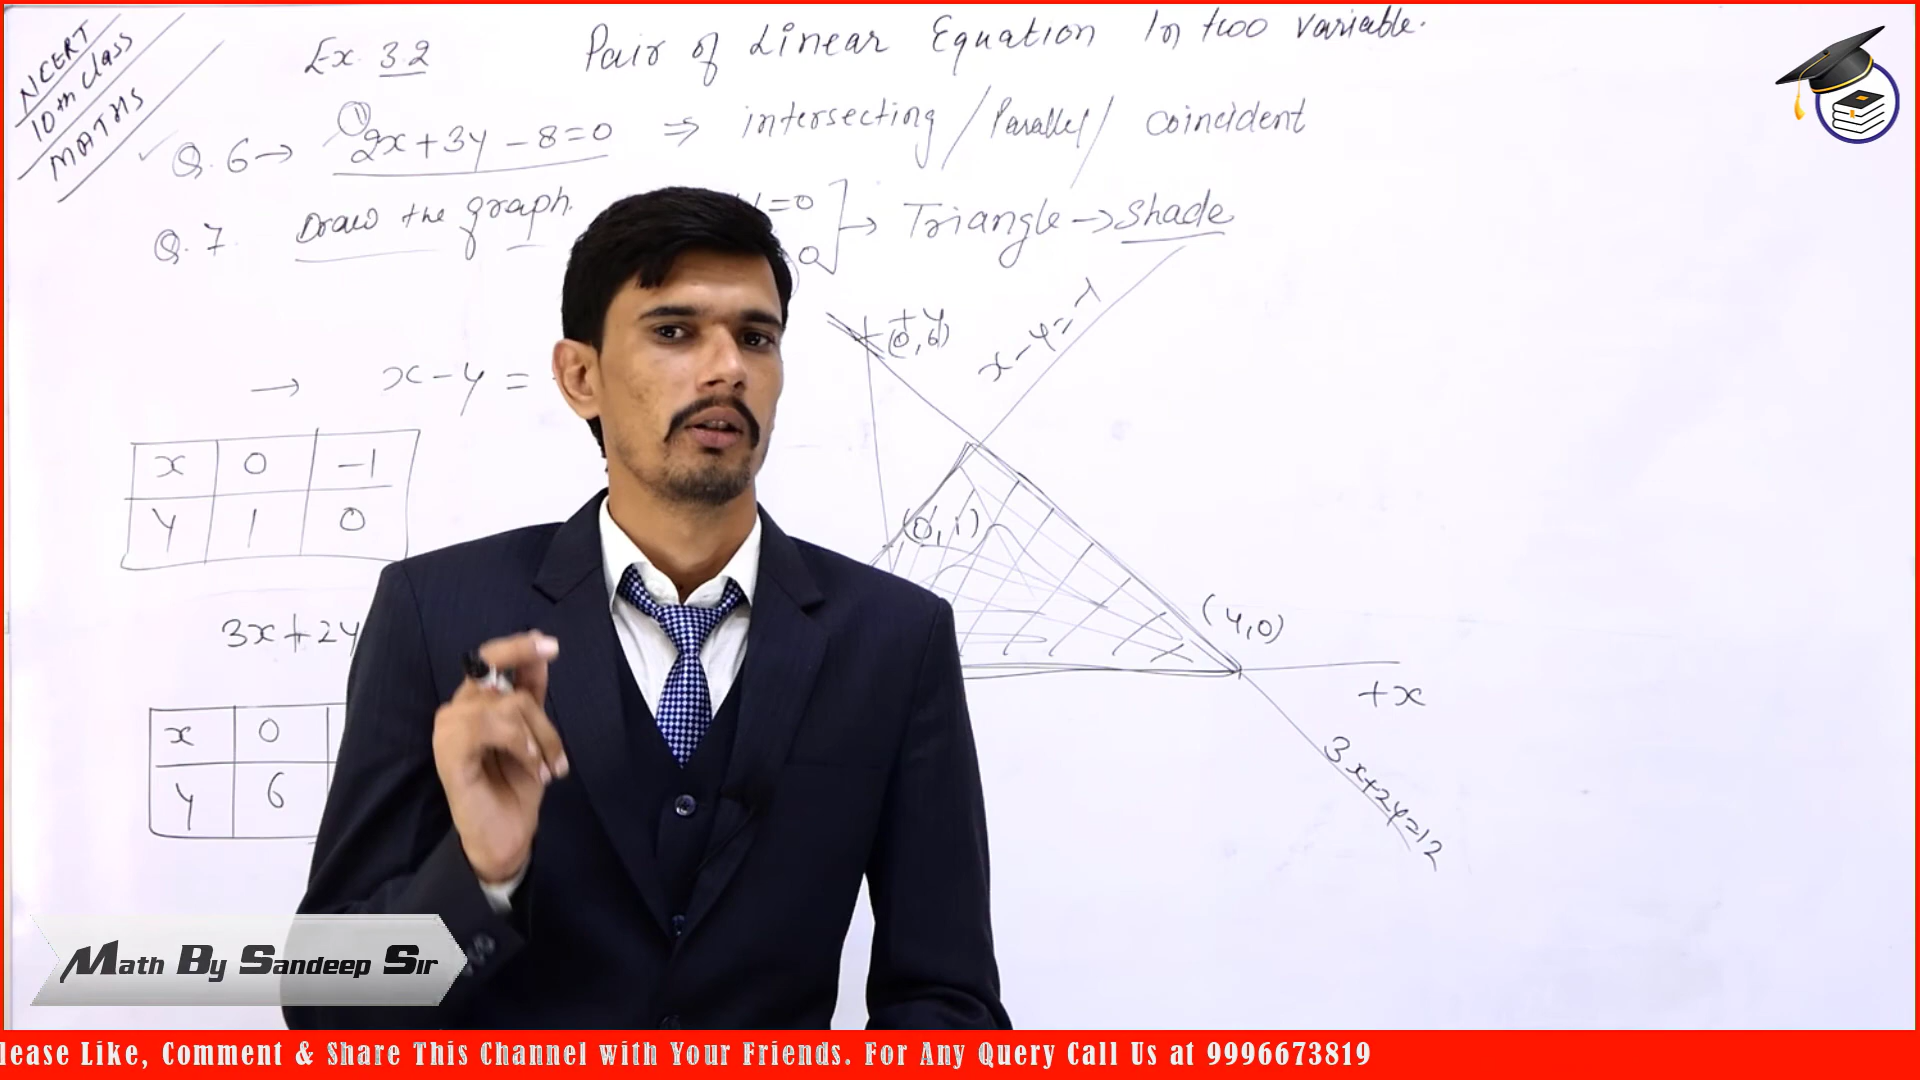 NCERT
10th Class
MATHS
Ex. 3.2
Pair of Linear Equation In two variable.
Q.6→ ① 2x+3y-8=0 ⇒ intersecting / Parallel / coincident
Q.7 Draw the graph. =0 → Triangle → Shade
0
→ x-y =
x 0 -1
y 1 0
3x+2y
x 0
y 6
+y
(0,6)
x-y=-1
(0,1)
(4,0)
+x
3x+2y=12
Math By Sandeep Sir
lease Like, Comment & Share This Channel with Your Friends. For Any Query Call Us at 9996673819